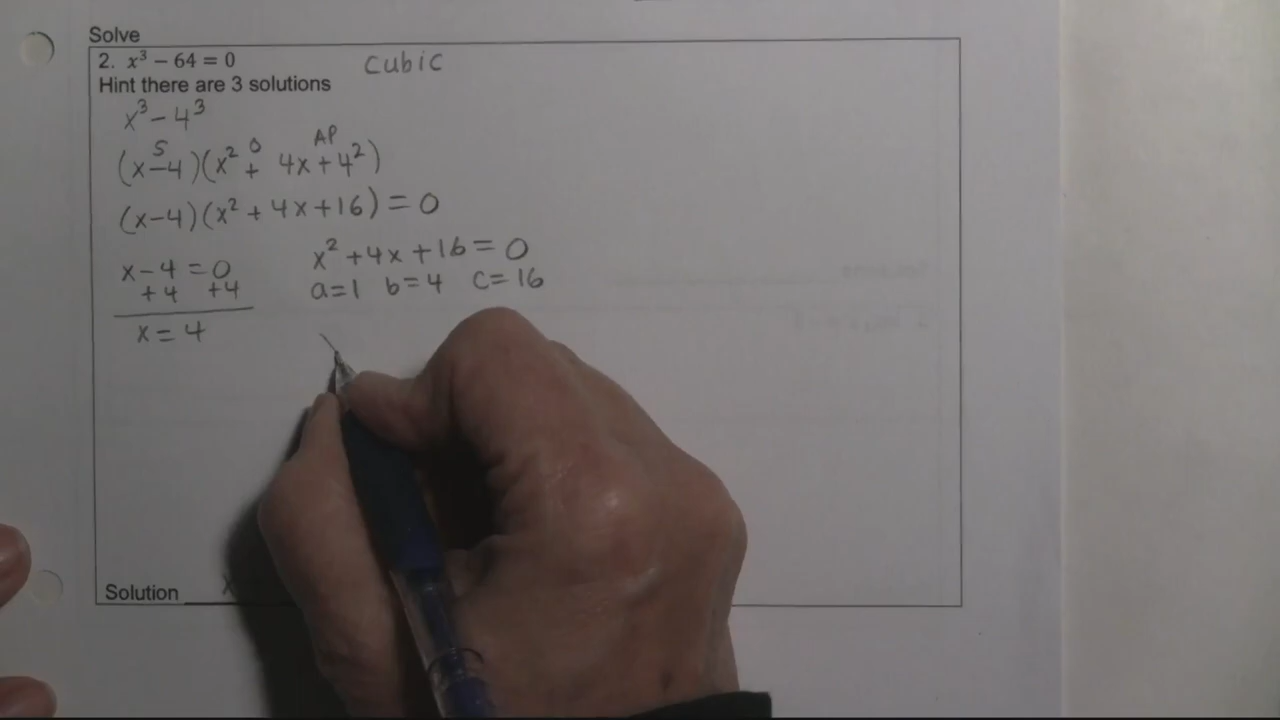 Solve
2. x³ − 64 = 0 cubic
Hint there are 3 solutions
x³ − 4³
S O AP
(x − 4)(x² + 4x + 4²)
(x − 4)(x² + 4x + 16) = 0
x − 4 = 0 x² + 4x + 16 = 0
+4 +4 a = 1 b = 4 c = 16
x = 4
Solution x